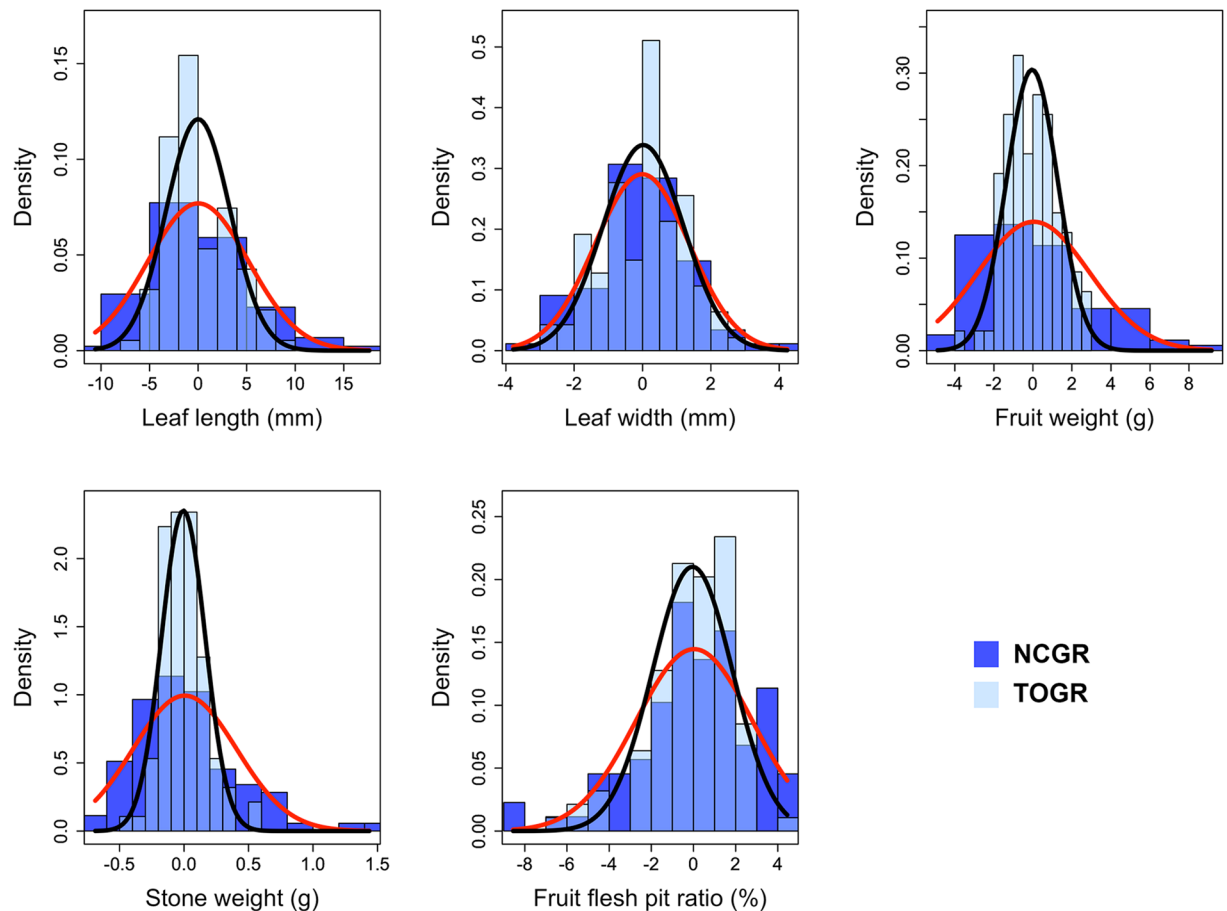 Density
0.00 0.05 0.10 0.15
-10 -5 0 5 10 15
Leaf length (mm)
Density
0.0 0.1 0.2 0.3 0.4 0.5
-4 -2 0 2 4
Leaf width (mm)
Density
0.00 0.10 0.20 0.30
-4 -2 0 2 4 6 8
Fruit weight (g)
Density
0.0 0.5 1.0 1.5 2.0
-0.5 0.0 0.5 1.0 1.5
Stone weight (g)
Density
0.00 0.05 0.10 0.15 0.20 0.25
-8 -6 -4 -2 0 2 4
Fruit flesh pit ratio (%)
NCGR
TOGR